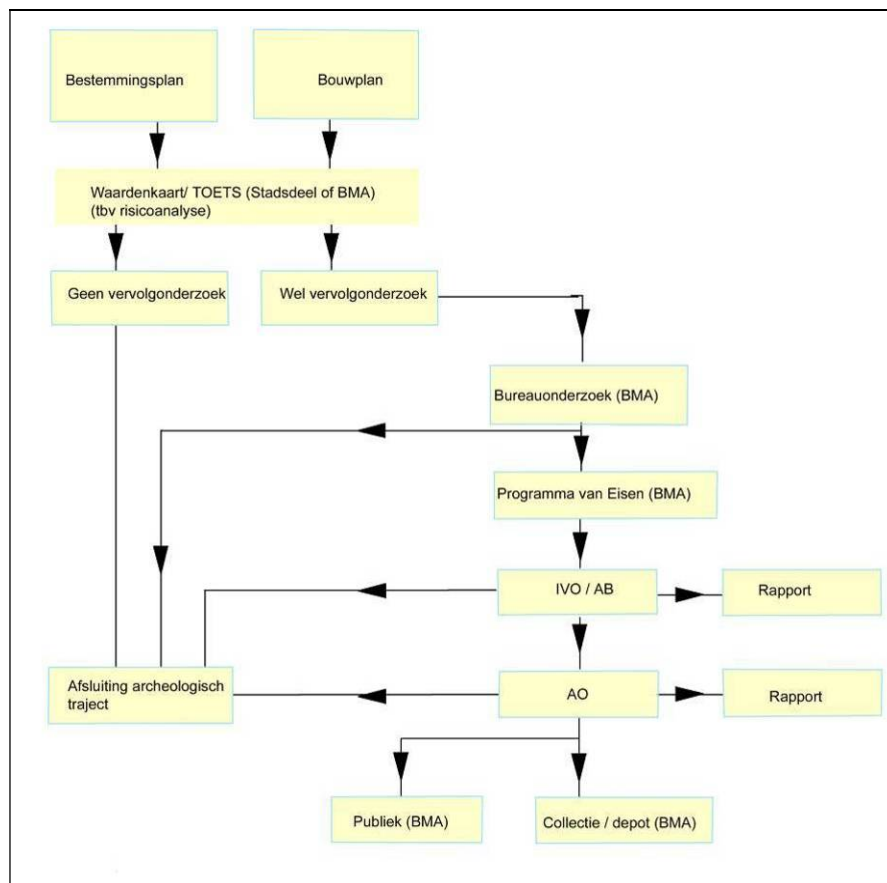 Bestemmingsplan
Bouwplan
Waardenkaart/ TOETS (Stadsdeel of BMA)
(tbv risicoanalyse)
Geen vervolgonderzoek
Wel vervolgonderzoek
Bureauonderzoek (BMA)
Programma van Eisen (BMA)
IVO / AB
Rapport
Afsluiting archeologisch
traject
AO
Rapport
Publiek (BMA)
Collectie / depot (BMA)